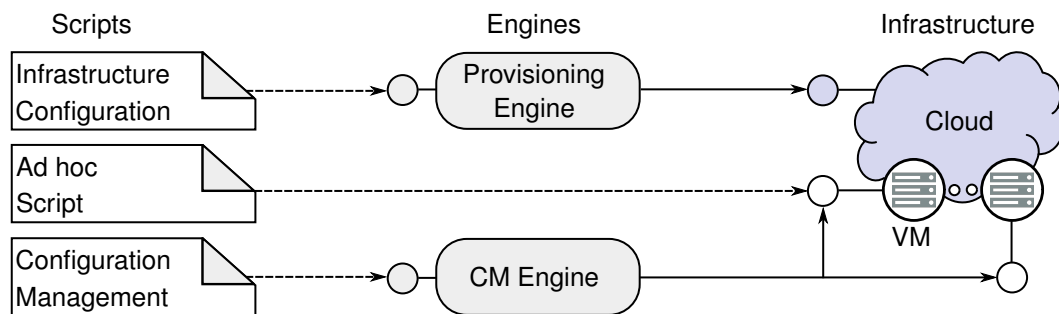 Scripts
Engines
Infrastructure
Infrastructure
Configuration
Provisioning
Engine
Cloud
Ad hoc
Script
VM
Configuration
Management
CM Engine